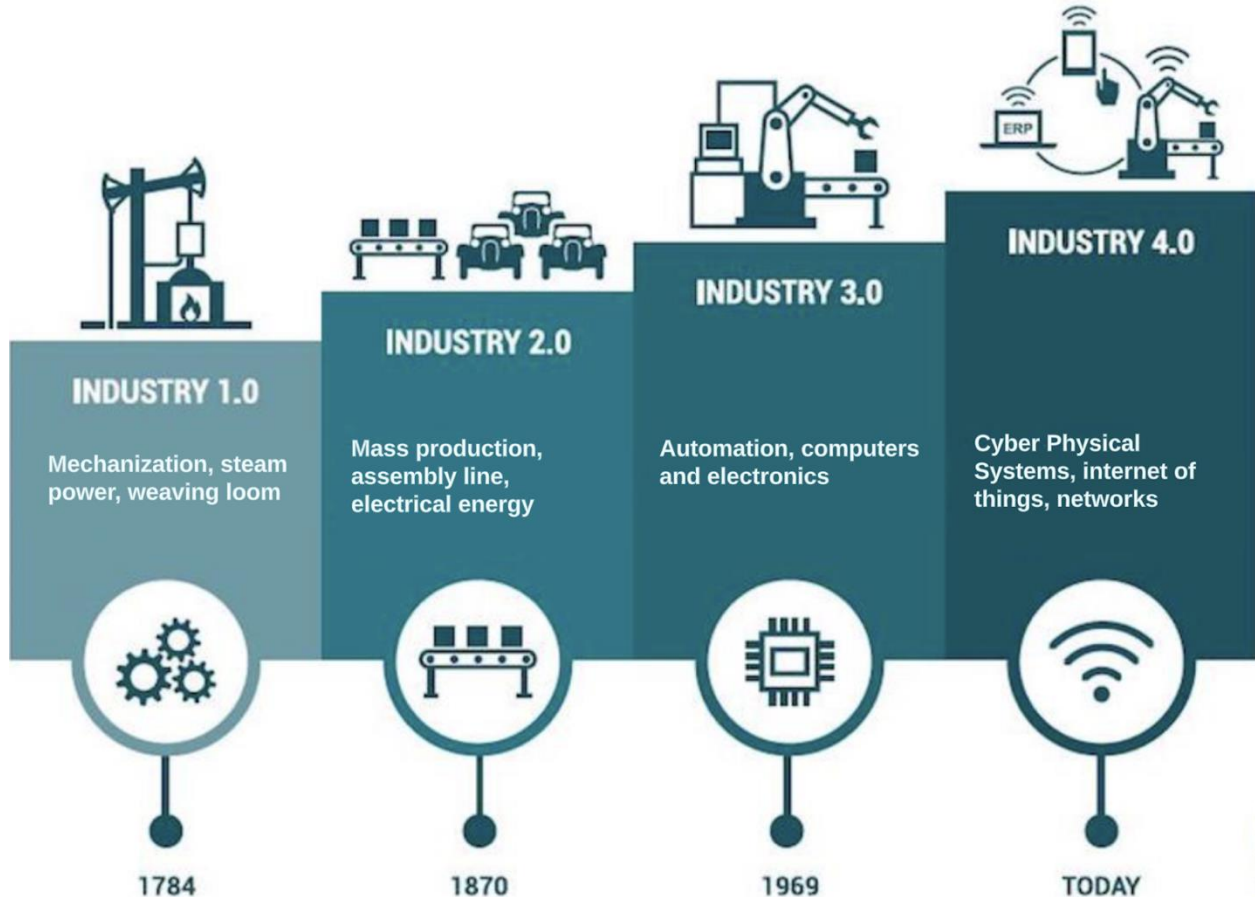 ERP
INDUSTRY 4.0
INDUSTRY 3.0
INDUSTRY 2.0
INDUSTRY 1.0
Mechanization, steam
power, weaving loom
Mass production,
assembly line,
electrical energy
Automation, computers
and electronics
Cyber Physical
Systems, internet of
things, networks
1784
1870
1969
TODAY